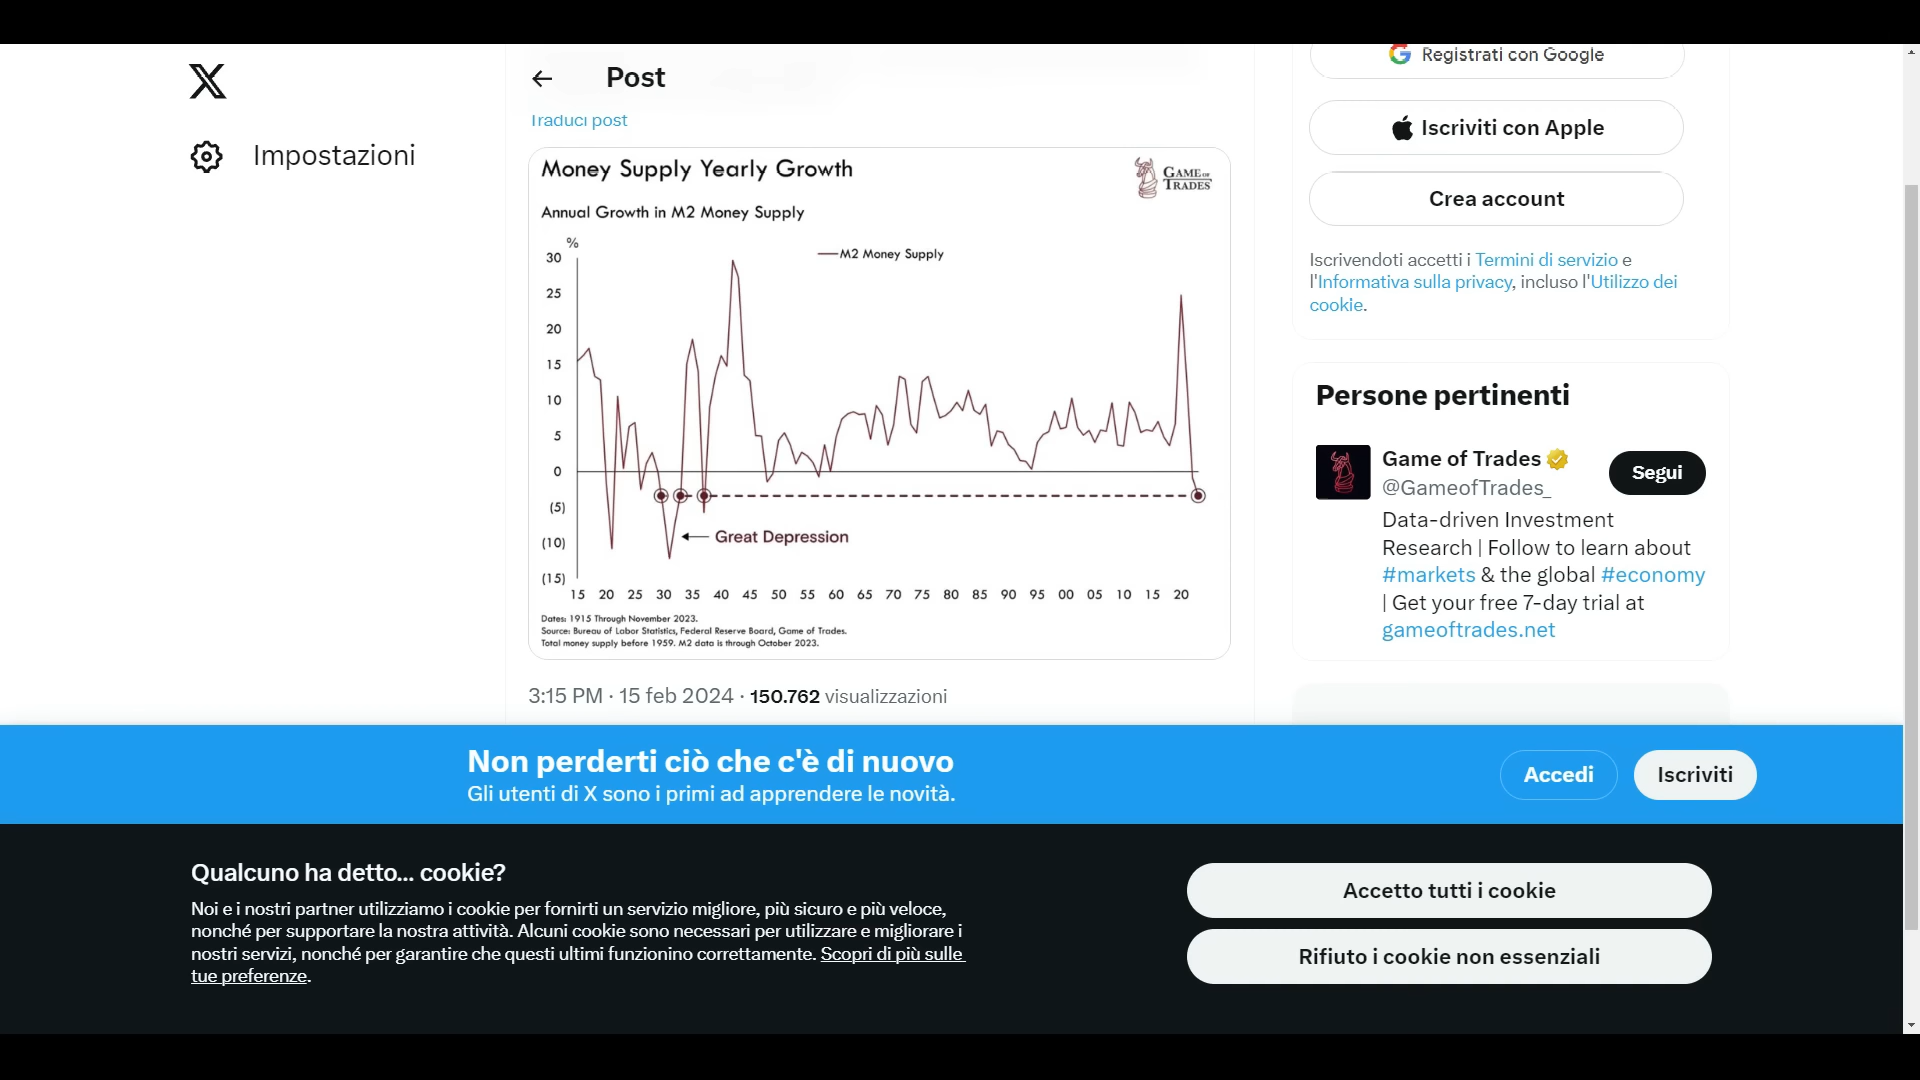 Post
Impostazioni
Traduci post
Money Supply Yearly Growth
GAME OF
TRADES
Annual Growth in M2 Money Supply
%
M2 Money Supply
30
25
20
15
10
5
0
(5)
(10)
(15)
Great Depression
15 20 25 30 35 40 45 50 55 60 65 70 75 80 85 90 95 00 05 10 15 20
Dates: 1915 Through November 2023.
Source: Bureau of Labor Statistics, Federal Reserve Board, Game of Trades.
Total money supply before 1959. M2 data is through October 2023.
3:15 PM · 15 feb 2024 · 150.762 visualizzazioni
Registrati con Google
Iscriviti con Apple
Crea account
Iscrivendoti accetti i Termini di servizio e
l'Informativa sulla privacy, incluso l'Utilizzo dei
cookie.
Persone pertinenti
Game of Trades
@GameofTrades_
Segui
Data-driven Investment
Research | Follow to learn about
#markets & the global #economy
| Get your free 7-day trial at
gameoftrades.net
Non perderti ciò che c'è di nuovo
Gli utenti di X sono i primi ad apprendere le novità.
Accedi
Iscriviti
Qualcuno ha detto... cookie?
Noi e i nostri partner utilizziamo i cookie per fornirti un servizio migliore, più sicuro e più veloce,
nonché per supportare la nostra attività. Alcuni cookie sono necessari per utilizzare e migliorare i
nostri servizi, nonché per garantire che questi ultimi funzionino correttamente. Scopri di più sulle
tue preferenze.
Accetto tutti i cookie
Rifiuto i cookie non essenziali